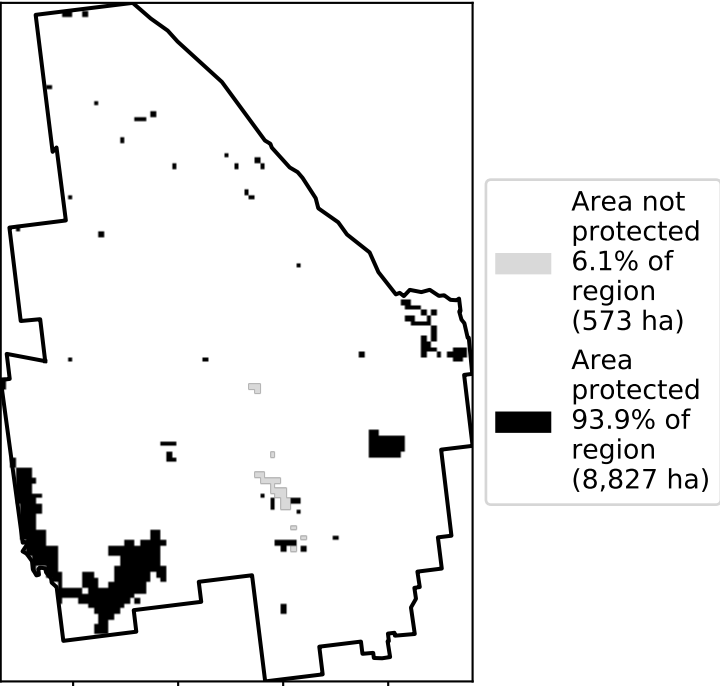 Area not
protected
6.1% of
region
(573 ha)
Area
protected
93.9% of
region
(8,827 ha)